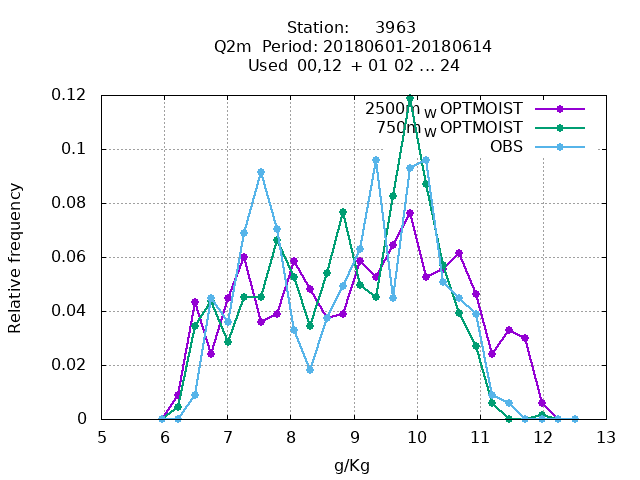 Station: 3963
Q2m Period: 20180601-20180614
Used 00,12 + 01 02 ... 24
0.12
0.1
0.08
0.06
0.04
0.02
0
Relative frequency
2500m W OPTMOIST
750m W OPTMOIST
OBS
5 6 7 8 9 10 11 12 13
g/Kg